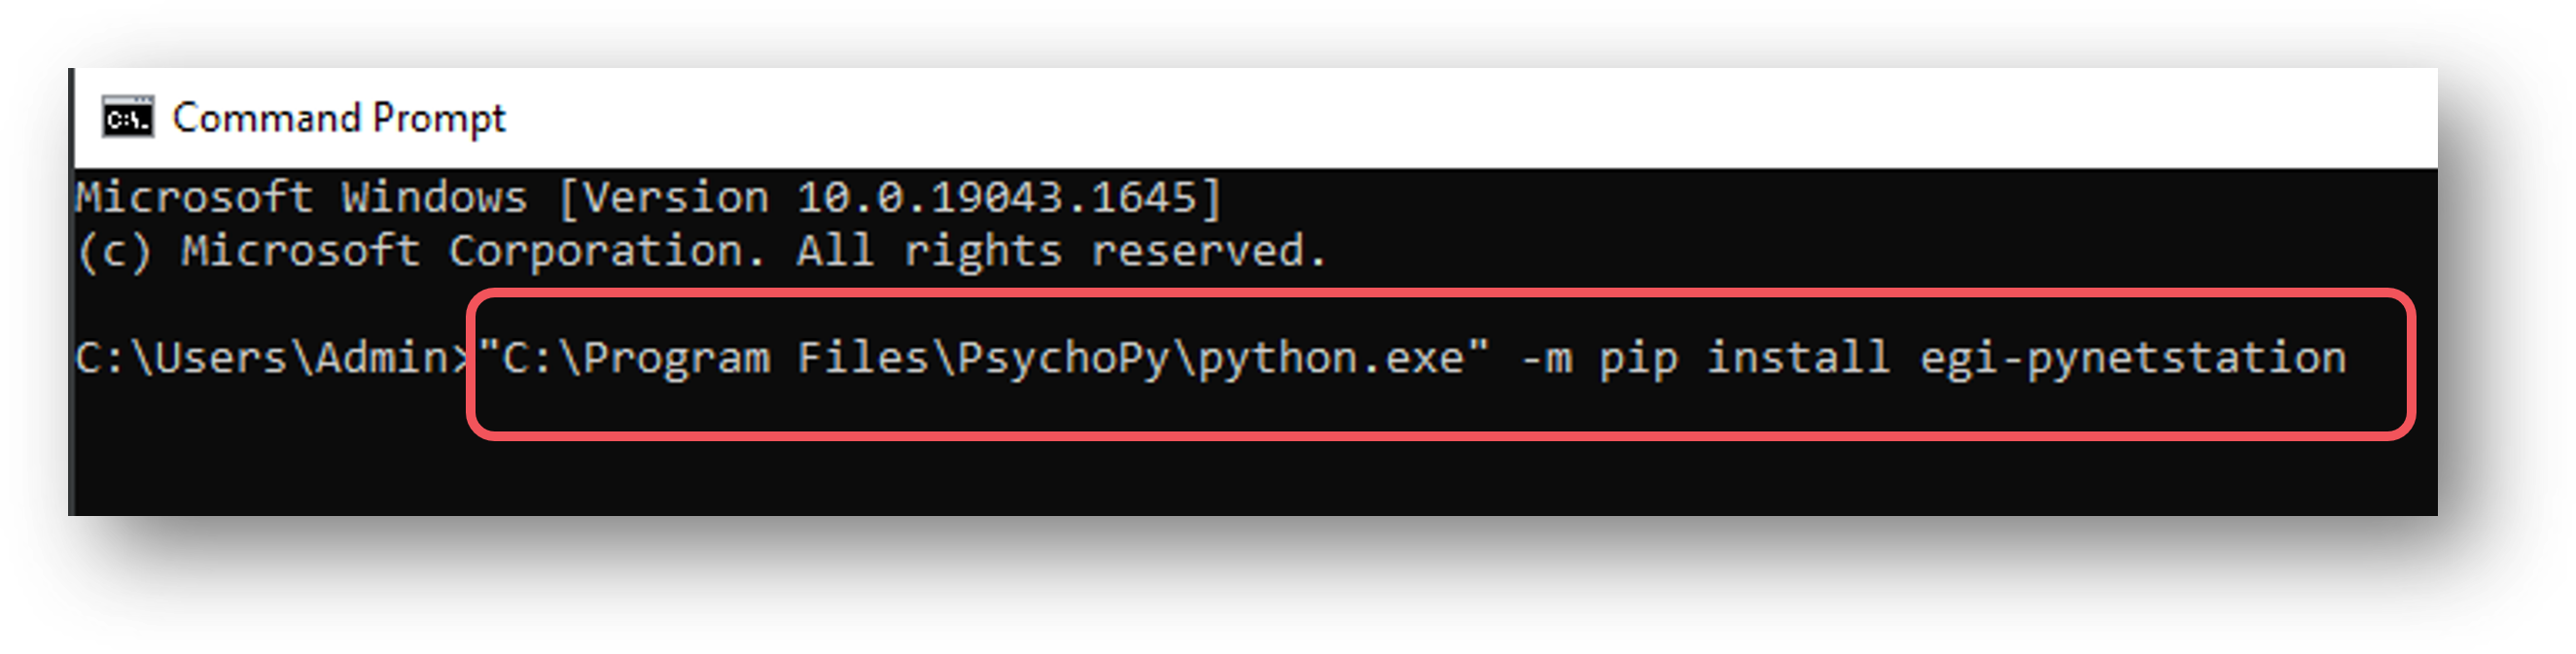 C:\.
Command Prompt
Microsoft Windows [Version 10.0.19043.1645]
(c) Microsoft Corporation. All rights reserved.
C:\Users\Admin>"C:\Program Files\PsychoPy\python.exe" -m pip install egi-pynetstation